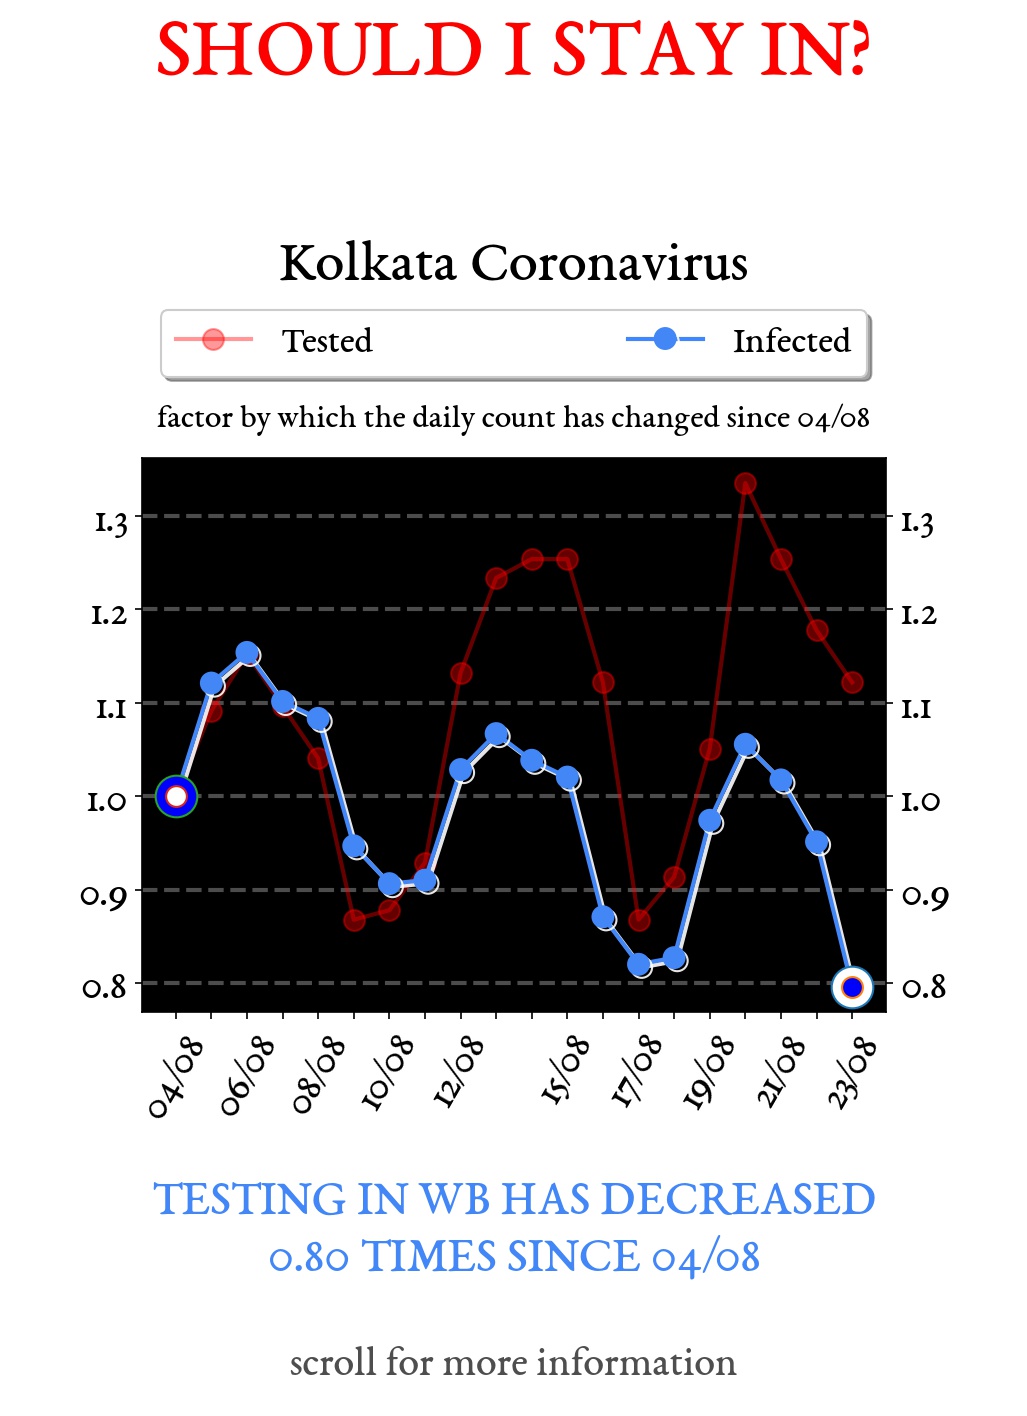 SHOULD I STAY IN?
Kolkata Coronavirus
Tested Infected
factor by which the daily count has changed since 04/08
1.3 1.3
1.2 1.2
1.1 1.1
1.0 1.0
0.9 0.9
0.8 0.8
04/08 06/08 08/08 10/08 12/08 15/08 17/08 19/08 21/08 23/08
TESTING IN WB HAS DECREASED
0.80 TIMES SINCE 04/08
scroll for more information